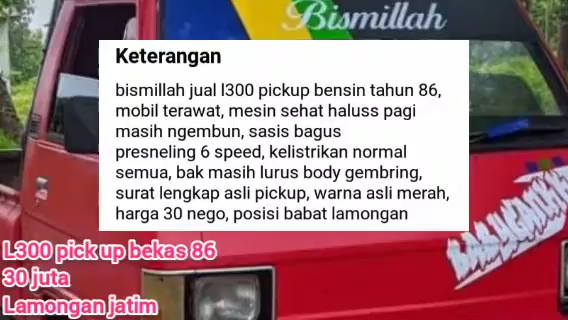 Bismillah
Keterangan
bismillah jual l300 pickup bensin tahun 86,
mobil terawat, mesin sehat haluss pagi
masih ngembun, sasis bagus
presneling 6 speed, kelistrikan normal
semua, bak masih lurus body gembring,
surat lengkap asli pickup, warna asli merah,
harga 30 nego, posisi babat lamongan
L300 pick up bekas 86
30 juta
Lamongan jatim